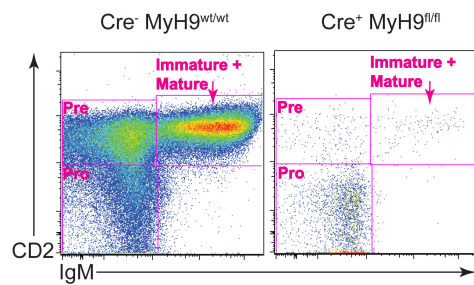 Cre⁻ MyH9ʷᵗ/ʷᵗ
Cre⁺ MyH9ᶠˡ/ᶠˡ
Immature +
Mature
Pre
Pro
Immature +
Mature
Pre
Pro
CD2
IgM